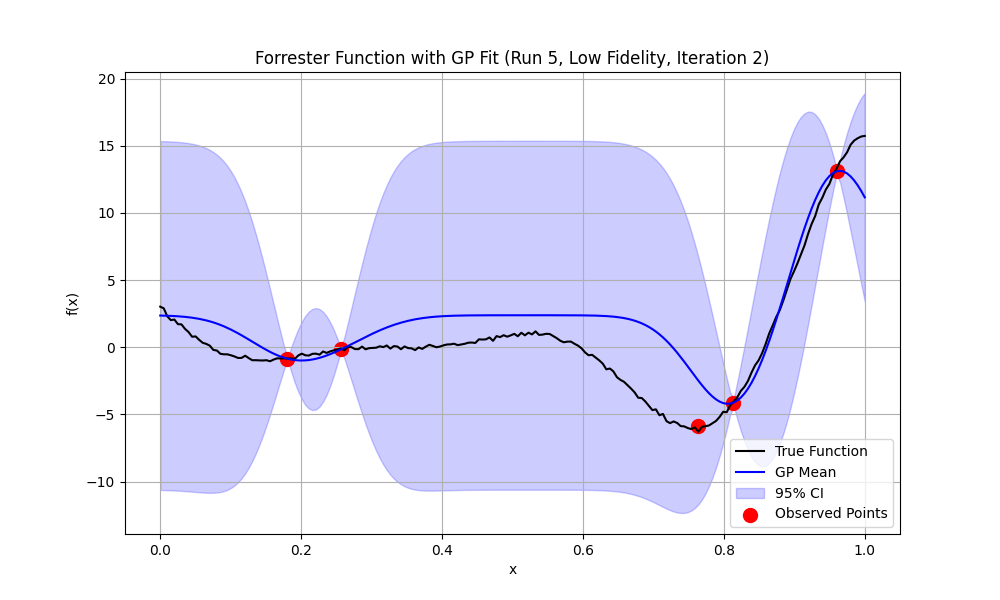 Forrester Function with GP Fit (Run 5, Low Fidelity, Iteration 2)
20
15
10
5
0
−5
−10
f(x)
0.0 0.2 0.4 0.6 0.8 1.0
x
True Function
GP Mean
95% CI
Observed Points